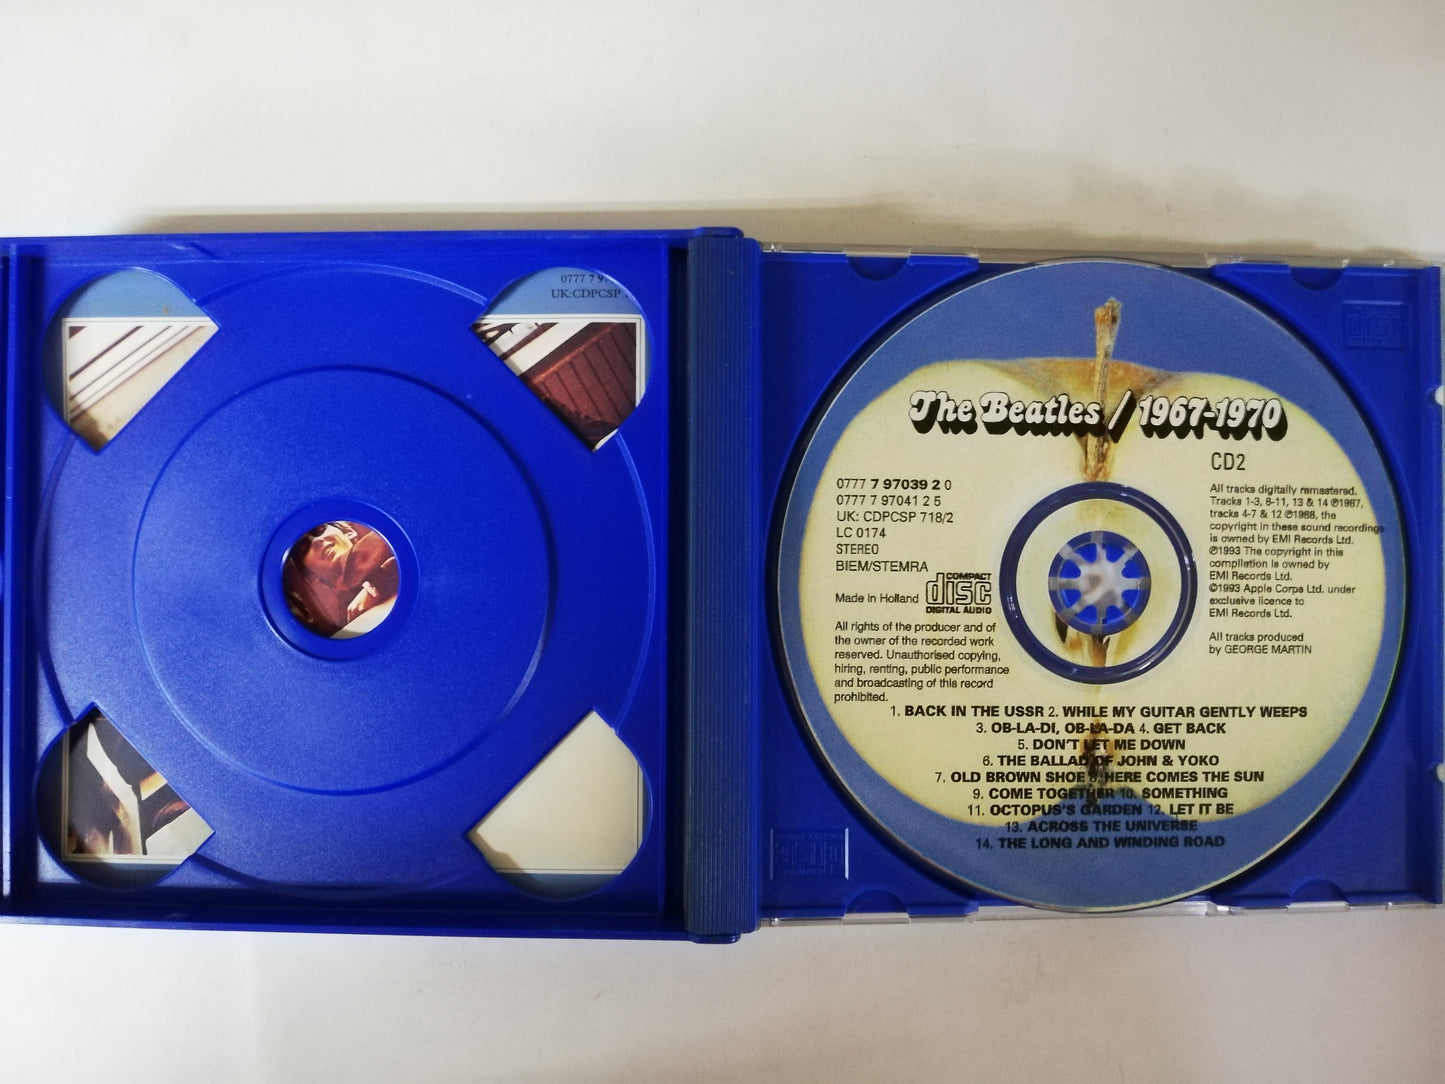 0777 7 97
UK:CDPCSP
The Beatles / 1967-1970
CD2
0777 7 97039 2 0
0777 7 97041 2 5
UK: CDPCSP 718/2
LC 0174
STEREO
BIEM/STEMRA
Made in Holland
COMPACT
disc
DIGITAL AUDIO
All rights of the producer and of
the owner of the recorded work
reserved. Unauthorised copying,
hiring, renting, public performance
and broadcasting of this record
prohibited.
All tracks digitally remastered.
Tracks 1-3, 8-11, 13 & 14 ℗1987,
tracks 4-7 & 12 ℗1988, the
copyright in these sound recordings
is owned by EMI Records Ltd.
℗1993 The copyright in this
compilation is owned by
EMI Records Ltd.
©1993 Apple Corps Ltd. under
exclusive licence to
EMI Records Ltd.
All tracks produced
by GEORGE MARTIN
1. BACK IN THE USSR 2. WHILE MY GUITAR GENTLY WEEPS
3. OB-LA-DI, OB-LA-DA 4. GET BACK
5. DON'T LET ME DOWN
6. THE BALLAD OF JOHN & YOKO
7. OLD BROWN SHOE 8. HERE COMES THE SUN
9. COME TOGETHER 10. SOMETHING
11. OCTOPUS'S GARDEN 12. LET IT BE
13. ACROSS THE UNIVERSE
14. THE LONG AND WINDING ROAD
disc
disc